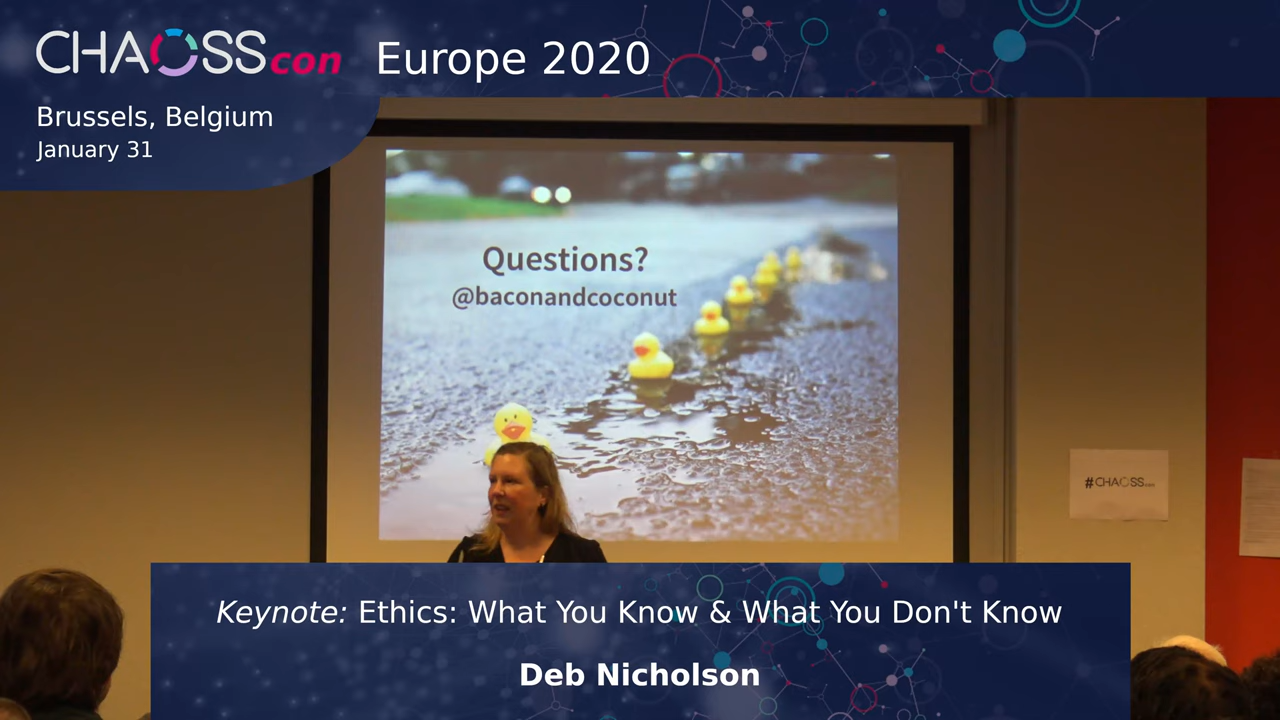 CHAOSScon Europe 2020
Brussels, Belgium
January 31
Questions?
@baconandcoconut
#CHAOSScon
Keynote: Ethics: What You Know & What You Don't Know
Deb Nicholson